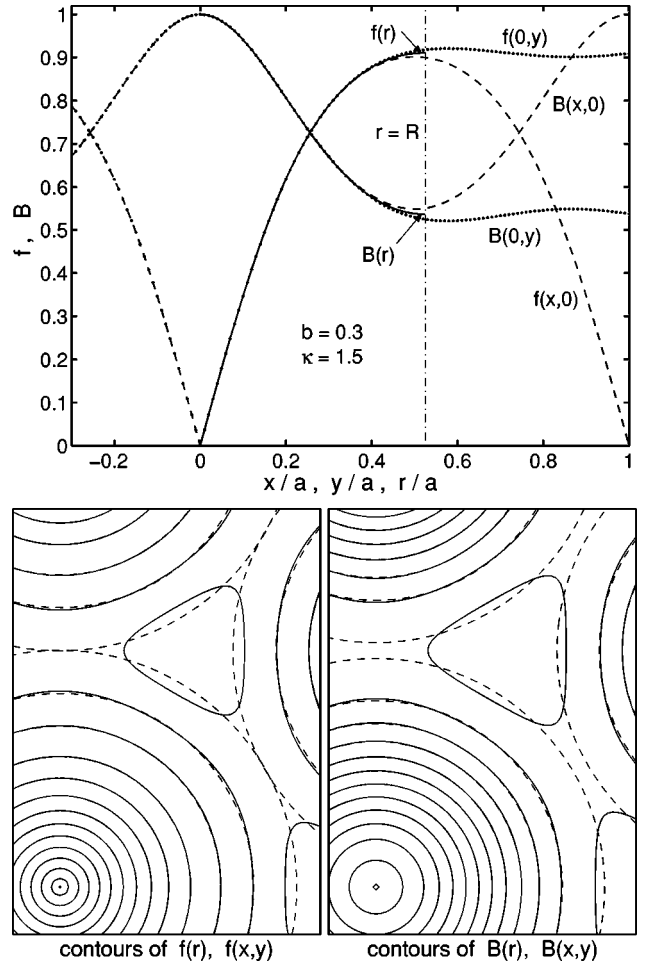 f(r)
f(0,y)
B(x,0)
r = R
B(r)
B(0,y)
f(x,0)
b = 0.3
κ = 1.5
f , B
1
0.9
0.8
0.7
0.6
0.5
0.4
0.3
0.2
0.1
0
−0.2 0 0.2 0.4 0.6 0.8 1
x / a , y / a , r / a
contours of f(r), f(x,y)
contours of B(r), B(x,y)